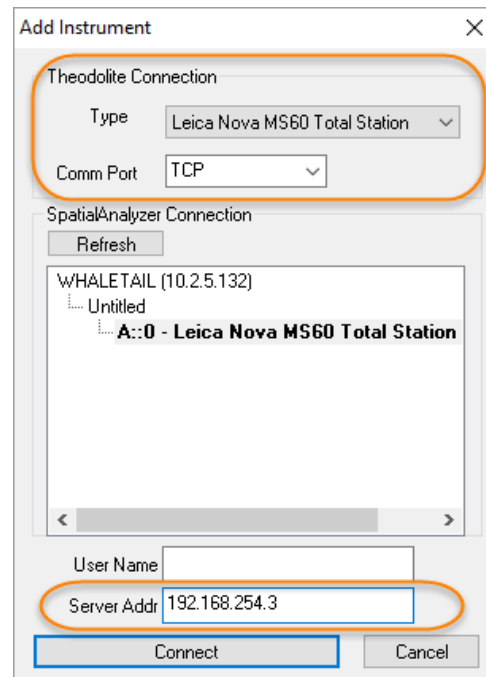 Add Instrument
Theodolite Connection
Type Leica Nova MS60 Total Station
Comm Port TCP
SpatialAnalyzer Connection
Refresh
WHALETAIL (10.2.5.132)
Untitled
A::0 - Leica Nova MS60 Total Station
User Name
Server Addr 192.168.254.3
Connect Cancel